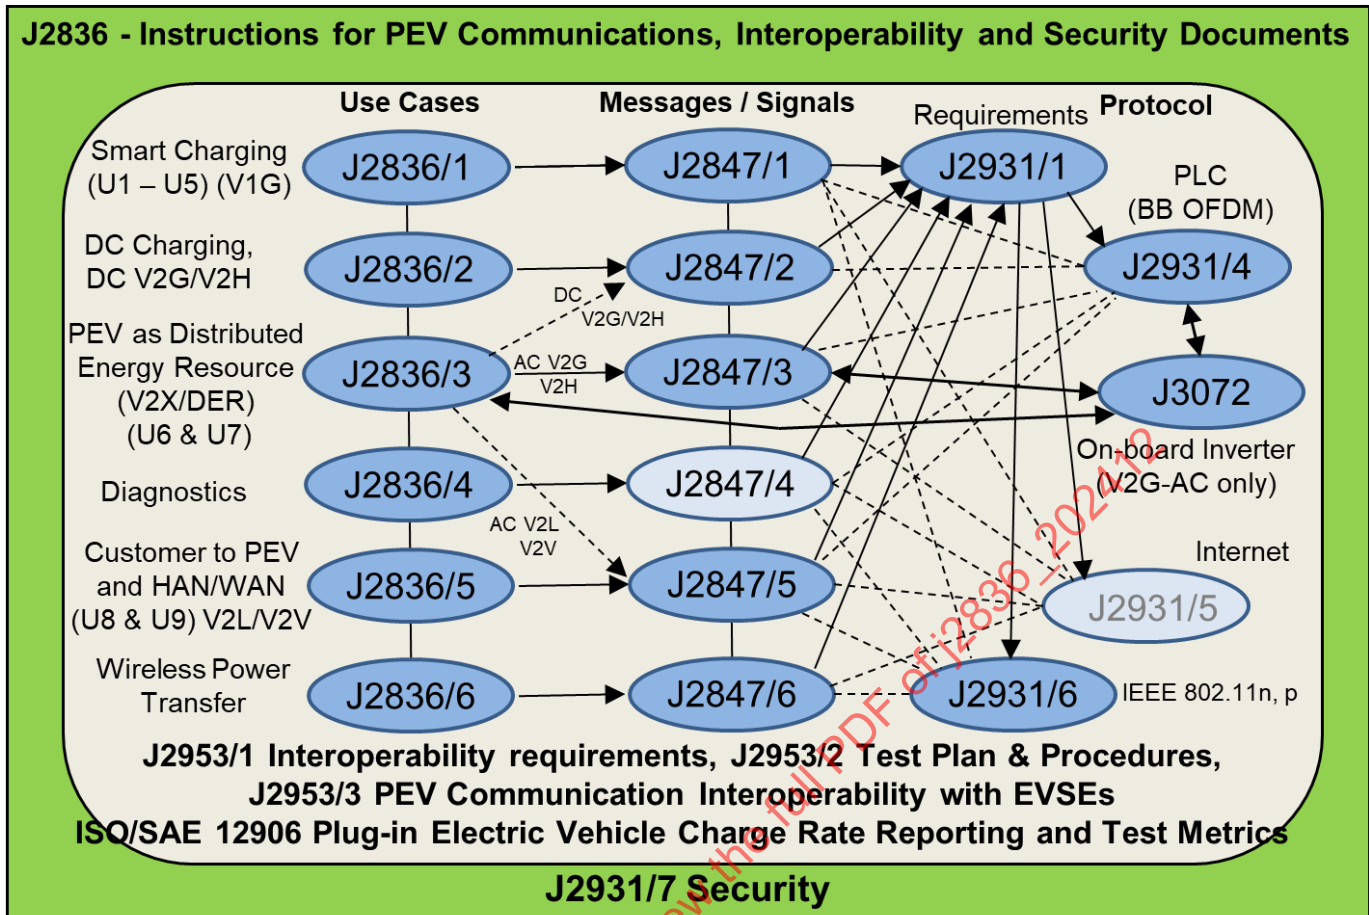 J2836 - Instructions for PEV Communications, Interoperability and Security Documents
Use Cases
Messages / Signals
Requirements
Protocol
Smart Charging
(U1 – U5) (V1G)
J2836/1
J2847/1
J2931/1
PLC
(BB OFDM)
DC Charging,
DC V2G/V2H
J2836/2
J2847/2
J2931/4
DC
V2G/V2H
PEV as Distributed
Energy Resource
(V2X/DER)
(U6 & U7)
J2836/3
AC V2G
V2H
J2847/3
J3072
On-board Inverter
(V2G-AC only)
Diagnostics
J2836/4
J2847/4
AC V2L
V2V
Customer to PEV
and HAN/WAN
(U8 & U9) V2L/V2V
J2836/5
J2847/5
Internet
J2931/5
Wireless Power
Transfer
J2836/6
J2847/6
J2931/6
IEEE 802.11n, p
J2953/1 Interoperability requirements, J2953/2 Test Plan & Procedures,
J2953/3 PEV Communication Interoperability with EVSEs
ISO/SAE 12906 Plug-in Electric Vehicle Charge Rate Reporting and Test Metrics
J2931/7 Security
the full PDF of j2836_202412